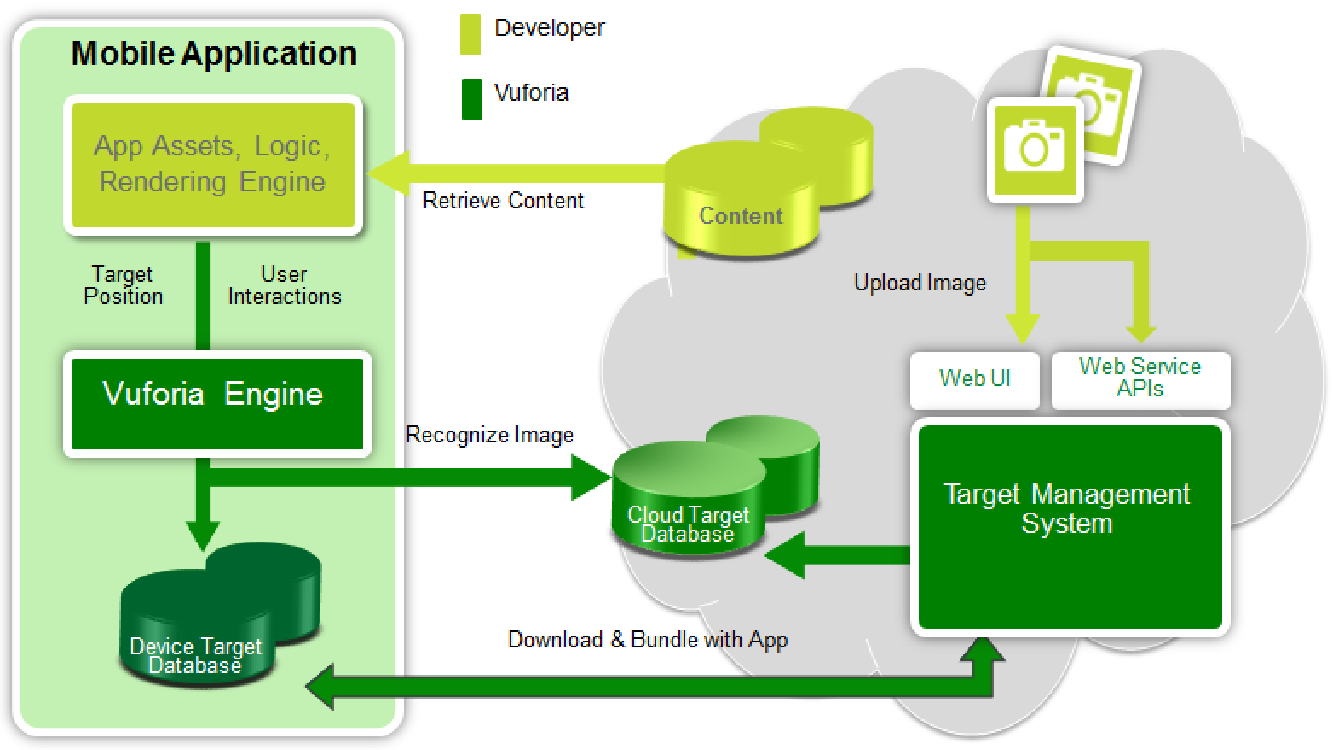 Mobile Application
Developer
Vuforia
App Assets, Logic,
Rendering Engine
Retrieve Content
Content
Target
Position
User
Interactions
Upload Image
Vuforia Engine
Web UI
Web Service
APIs
Recognize Image
Cloud Target
Database
Target Management
System
Device Target
Database
Download & Bundle with App